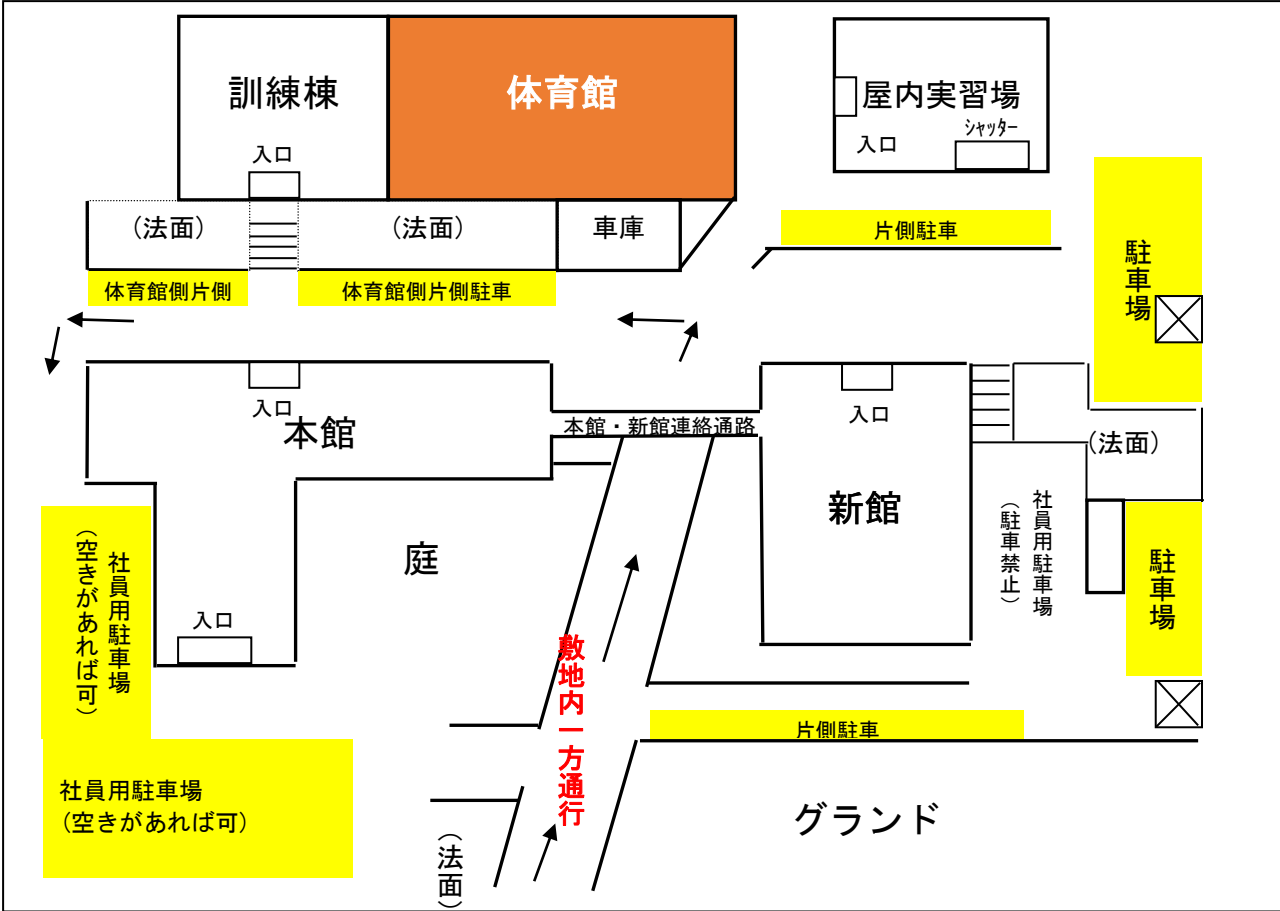 訓練棟
体育館
屋内実習場
シャッター
入口
入口
(法面)
(法面)
車庫
片側駐車
駐車場
体育館側片側
体育館側片側駐車
入口
本館
本館・新館連絡通路
入口
(法面)
新館
社員用駐車場
(駐車禁止)
駐車場
庭
社員用駐車場
(空きがあれば可)
入口
敷地内一方通行
片側駐車
社員用駐車場
(空きがあれば可)
グランド
(法面)